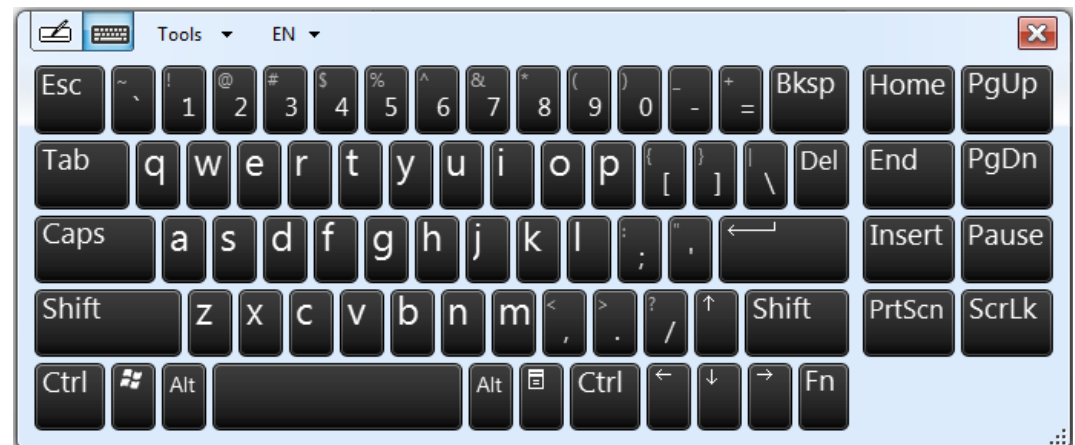 Tools EN
Esc ~ ` ! 1 @ 2 # 3 $ 4 % 5 ^ 6 & 7 * 8 ( 9 ) 0 _ - + = Bksp Home PgUp
Tab q w e r t y u i o p { [ } ] | \ Del End PgDn
Caps a s d f g h j k l : ; " ' Insert Pause
Shift z x c v b n m < , > . ? / ↑ Shift PrtScn ScrLk
Ctrl Alt Alt Ctrl ← ↓ → Fn